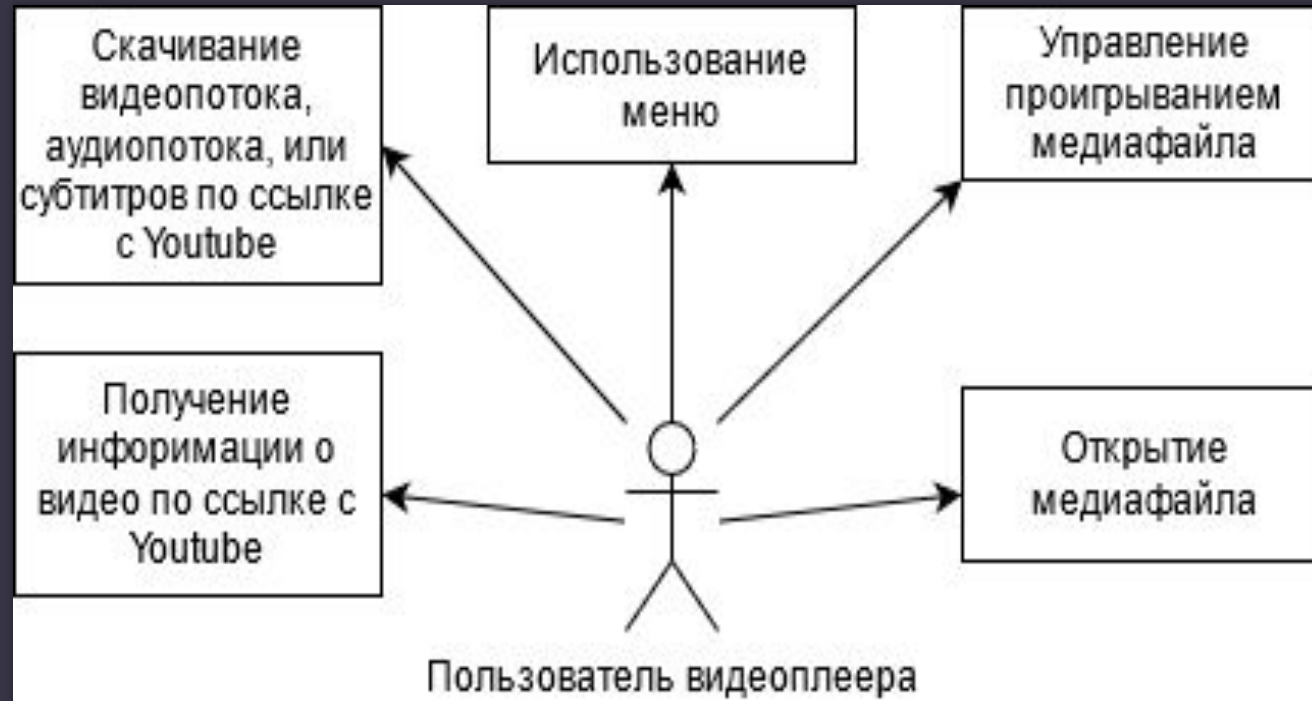 Скачивание
видеопотока,
аудиопотока, или
субтитров по ссылке
с Youtube
Использование
меню
Управление
проигрыванием
медиафайла
Получение
инфоримации о
видео по ссылке с
Youtube
Открытие
медиафайла
Пользователь видеоплеера